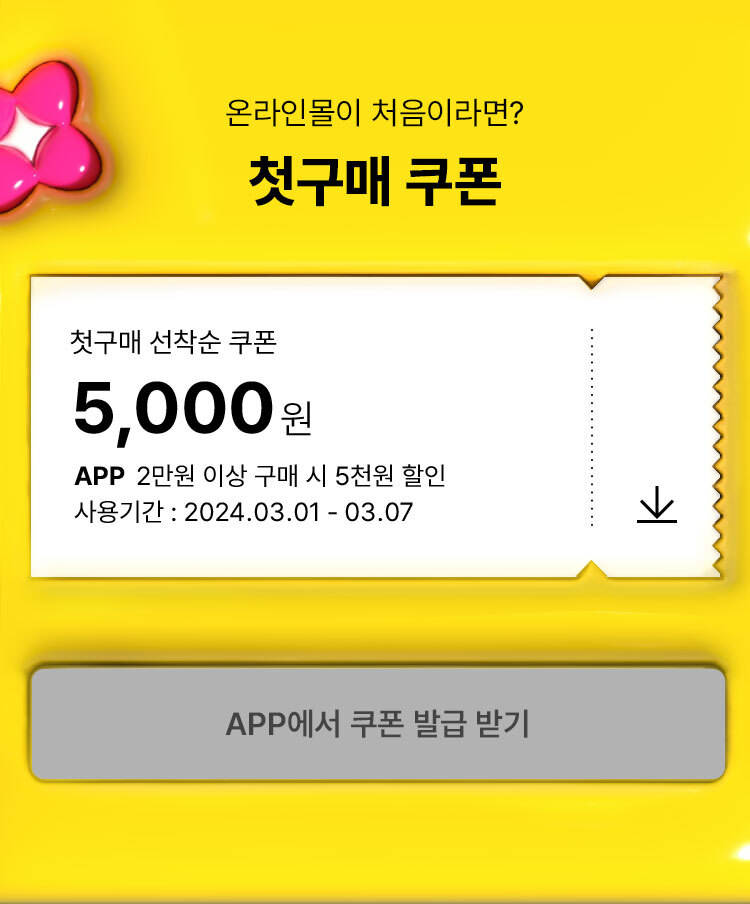 온라인몰이 처음이라면?
첫구매 쿠폰
첫구매 선착순 쿠폰
5,000원
APP 2만원 이상 구매 시 5천원 할인
사용기간 : 2024.03.01 - 03.07
APP에서 쿠폰 발급 받기